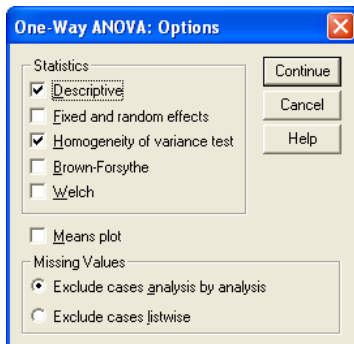 One-Way ANOVA: Options
Statistics
Descriptive
Fixed and random effects
Homogeneity of variance test
Brown-Forsythe
Welch
Means plot
Missing Values
Exclude cases analysis by analysis
Exclude cases listwise
Continue
Cancel
Help